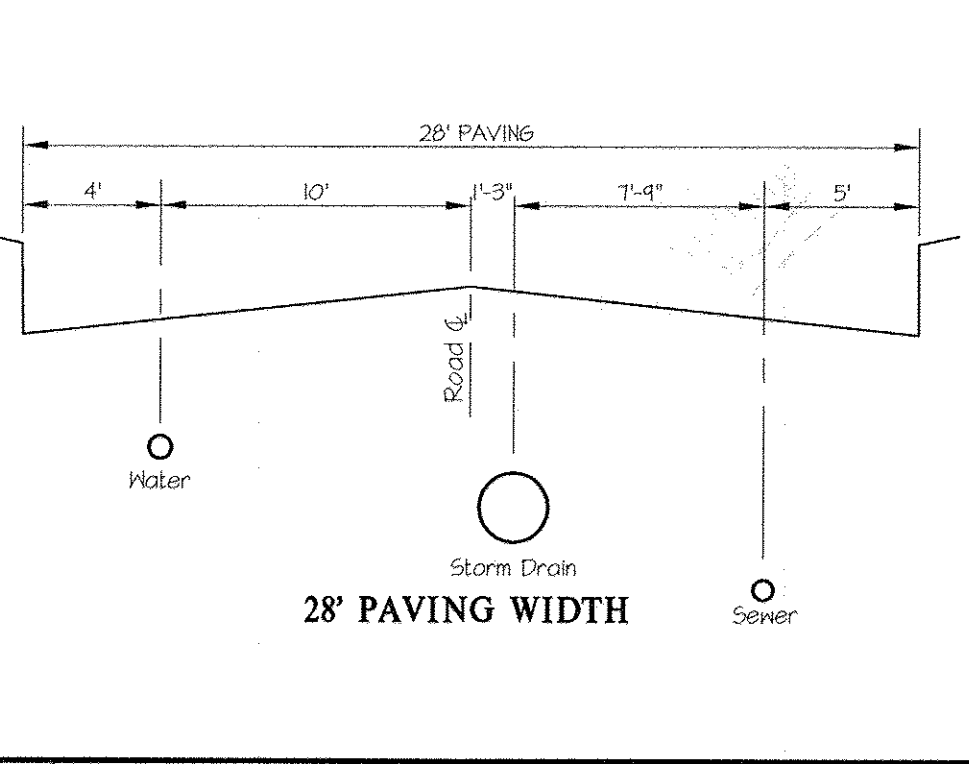 28' PAVING
4' 10' 1'-3" 7'-9" 5'
Road ℄
Water
Storm Drain
28' PAVING WIDTH
Sewer